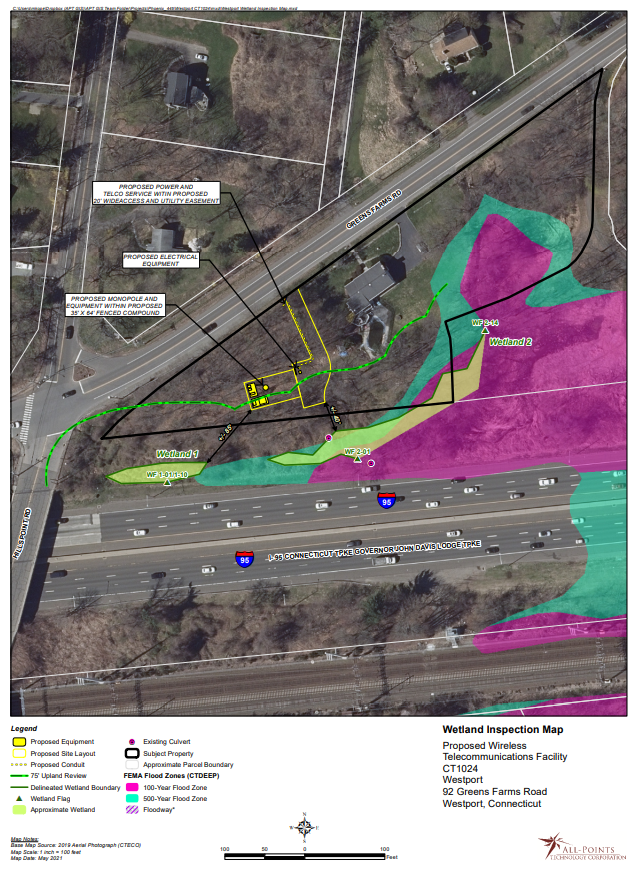 PROPOSED POWER AND
TELCO SERVICE WITIN PROPOSED
20' WIDEACCESS AND UTILITY EASEMENT
GREENS FARMS RD
PROPOSED ELECTRICAL
EQUIPMENT
PROPOSED MONOPOLE AND
EQUIPMENT WITHIN PROPOSED
35' X 64' FENCED COMPOUND
WF 2-14
Wetland 2
Wetland 1
WF 2-01
WF 1-01/1-10
HILLSPOINT RD
95
I-95 CONNECTICUT TPKE GOVERNOR JOHN DAVIS LODGE TPKE
95
Legend
Proposed Equipment
Proposed Site Layout
Proposed Conduit
75' Upland Review
Delineated Wetland Boundary
Wetland Flag
Approximate Wetland
Existing Culvert
Subject Property
Approximate Parcel Boundary
FEMA Flood Zones (CTDEEP)
100-Year Flood Zone
500-Year Flood Zone
Floodway*
Wetland Inspection Map
Proposed Wireless
Telecommunications Facility
CT1024
Westport
92 Greens Farms Road
Westport, Connecticut
Map Notes:
Base Map Source: 2019 Aerial Photograph (CTECO)
Map Scale: 1 inch = 100 feet
Map Date: May 2021
N
W
E
S
100
50
0
100
Feet
ALL-POINTS
TECHNOLOGY CORPORATION